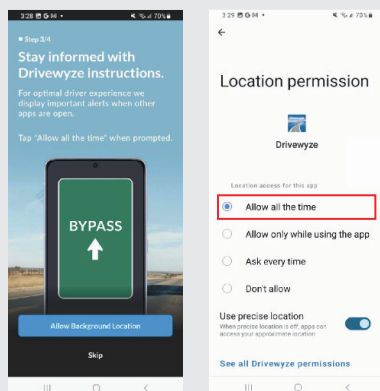 3:28
70%
Step 3/4
Stay informed with
Drivewyze instructions.
For optimal driver experience we
display important alerts when other
apps are open.
Tap "Allow all the time" when prompted.
BYPASS
Allow Background Location
Skip
3:29
70%
Location permission
Drivewyze
Location access for this app
Allow all the time
Allow only while using the app
Ask every time
Don't allow
Use precise location
When precise location is off, apps can
access your approximate location
See all Drivewyze permissions